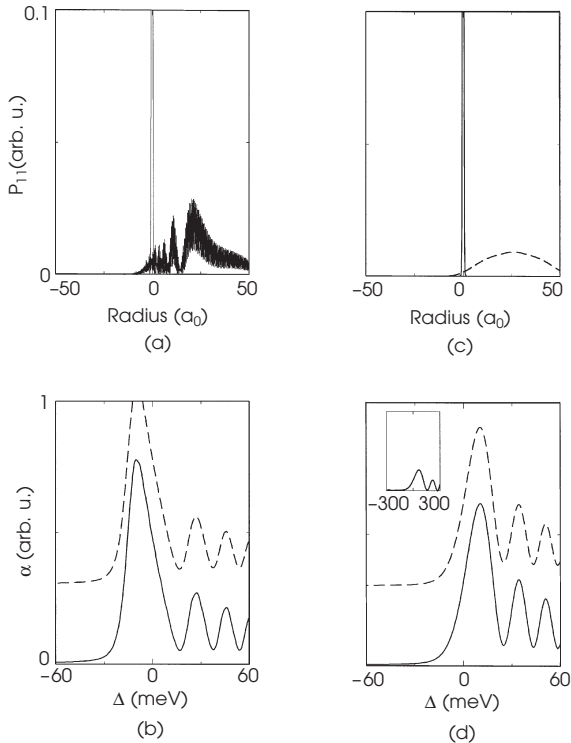 0.1
P₁₁(arb. u.)
0
−50 0 50
Radius (a₀)
(a)
−50 0 50
Radius (a₀)
(c)
1
α (arb. u.)
0
−60 0 60
Δ (meV)
(b)
−300 300
−60 0 60
Δ (meV)
(d)